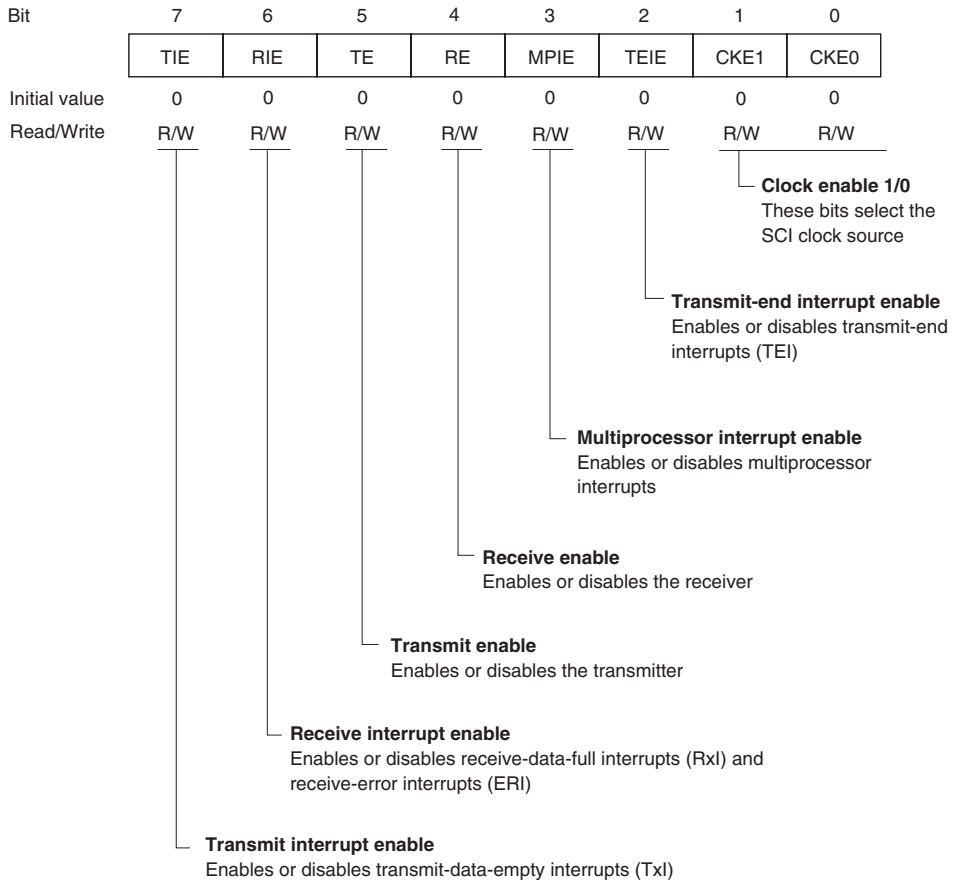 Bit 7 6 5 4 3 2 1 0
TIE RIE TE RE MPIE TEIE CKE1 CKE0
Initial value 0 0 0 0 0 0 0 0
Read/Write R/W R/W R/W R/W R/W R/W R/W R/W
Clock enable 1/0
These bits select the
SCI clock source
Transmit-end interrupt enable
Enables or disables transmit-end
interrupts (TEI)
Multiprocessor interrupt enable
Enables or disables multiprocessor
interrupts
Receive enable
Enables or disables the receiver
Transmit enable
Enables or disables the transmitter
Receive interrupt enable
Enables or disables receive-data-full interrupts (RxI) and
receive-error interrupts (ERI)
Transmit interrupt enable
Enables or disables transmit-data-empty interrupts (TxI)